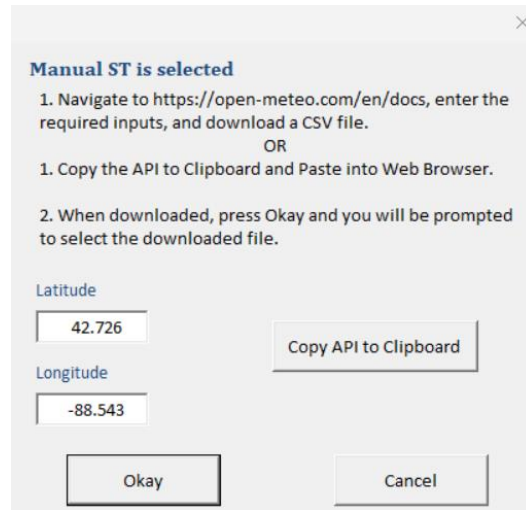 Manual ST is selected
1. Navigate to https://open-meteo.com/en/docs, enter the
required inputs, and download a CSV file.
OR
1. Copy the API to Clipboard and Paste into Web Browser.
2. When downloaded, press Okay and you will be prompted
to select the downloaded file.
Latitude
42.726
Copy API to Clipboard
Longitude
-88.543
Okay
Cancel